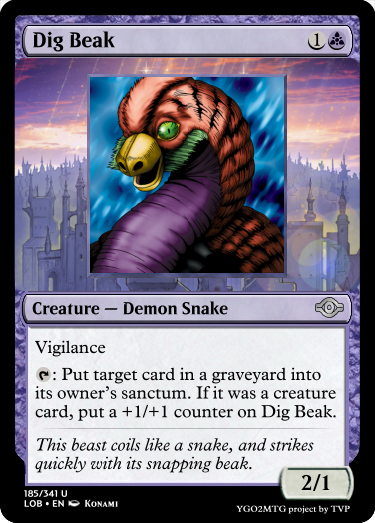 Dig Beak 1
Creature — Demon Snake
Vigilance
: Put target card in a graveyard into
its owner's sanctum. If it was a creature
card, put a +1/+1 counter on Dig Beak.
This beast coils like a snake, and strikes
quickly with its snapping beak.
2/1
185/341 U
LOB • EN Konami
YGO2MTG project by TVP